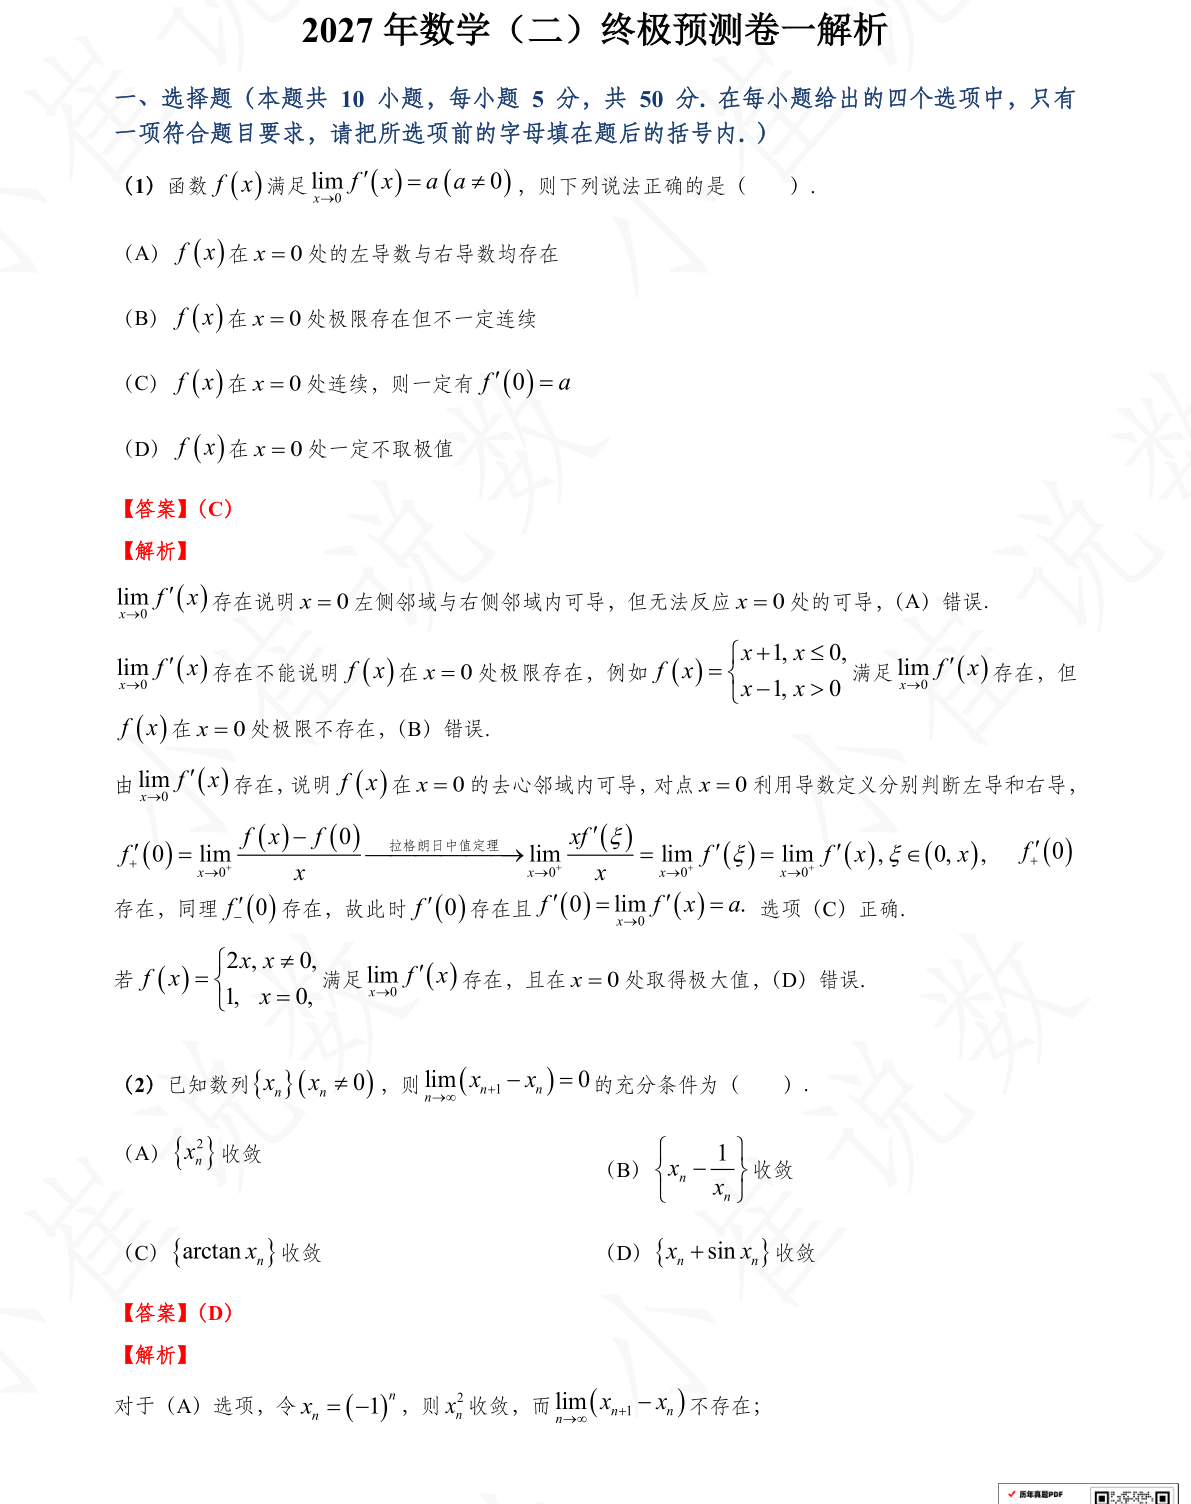 2027 年数学（二）终极预测卷一解析
一、选择题（本题共 10 小题，每小题 5 分，共 50 分. 在每小题给出的四个选项中，只有
一项符合题目要求，请把所选项前的字母填在题后的括号内. ）
（1）函数 f(x) 满足 lim_{x→0} f′(x) = a (a ≠ 0)，则下列说法正确的是（ ）.
（A） f(x) 在 x = 0 处的左导数与右导数均存在
（B） f(x) 在 x = 0 处极限存在但不一定连续
（C） f(x) 在 x = 0 处连续，则一定有 f′(0) = a
（D） f(x) 在 x = 0 处一定不取极值
【答案】（C）
【解析】
lim_{x→0} f′(x) 存在说明 x = 0 左侧邻域与右侧邻域内可导，但无法反应 x = 0 处的可导，（A）错误.
lim_{x→0} f′(x) 存在不能说明 f(x) 在 x = 0 处极限存在，例如 f(x) = { x+1, x ≤ 0, x−1, x > 0 满足 lim_{x→0} f′(x) 存在，但
f(x) 在 x = 0 处极限不存在，（B）错误.
由 lim_{x→0} f′(x) 存在，说明 f(x) 在 x = 0 的去心邻域内可导，对点 x = 0 利用导数定义分别判断左导和右导，
f′₊(0) = lim_{x→0⁺} (f(x) − f(0))/x —拉格朗日中值定理→ lim_{x→0⁺} xf′(ξ)/x = lim_{x→0⁺} f′(ξ) = lim_{x→0⁺} f′(x), ξ ∈ (0, x), f′₊(0)
存在，同理 f′₋(0) 存在，故此时 f′(0) 存在且 f′(0) = lim_{x→0} f′(x) = a. 选项（C）正确.
若 f(x) = { 2x, x ≠ 0, 1, x = 0, 满足 lim_{x→0} f′(x) 存在，且在 x = 0 处取得极大值，（D）错误.
（2）已知数列 {xₙ} (xₙ ≠ 0)，则 lim_{n→∞} (xₙ₊₁ − xₙ) = 0 的充分条件为（ ）.
（A） {xₙ²} 收敛
（B） {xₙ − 1/xₙ} 收敛
（C） {arctan xₙ} 收敛
（D） {xₙ + sin xₙ} 收敛
【答案】（D）
【解析】
对于（A）选项，令 xₙ = (−1)ⁿ，则 xₙ² 收敛，而 lim_{n→∞} (xₙ₊₁ − xₙ) 不存在；
历年真题PDF
小崔说数